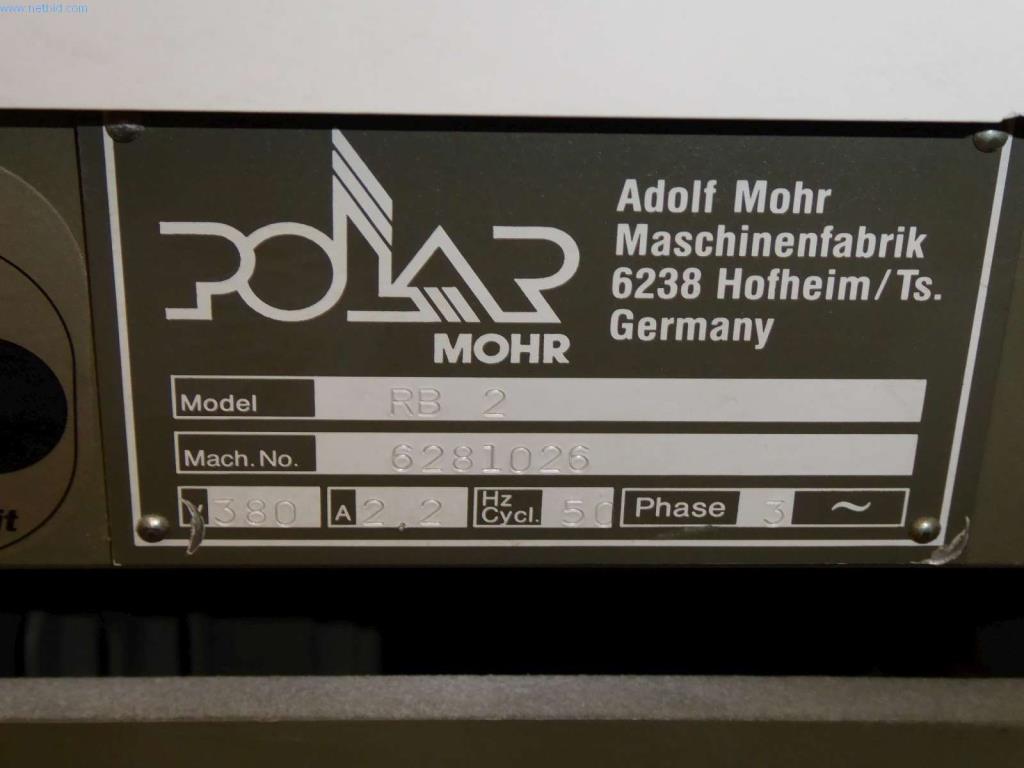 www.netbid.com
POLAR
MOHR
Adolf Mohr
Maschinenfabrik
6238 Hofheim/Ts.
Germany
Model RB 2
Mach.No. 6281026
V 380 A 2,2 Hz Cycl. 50 Phase 3 ~